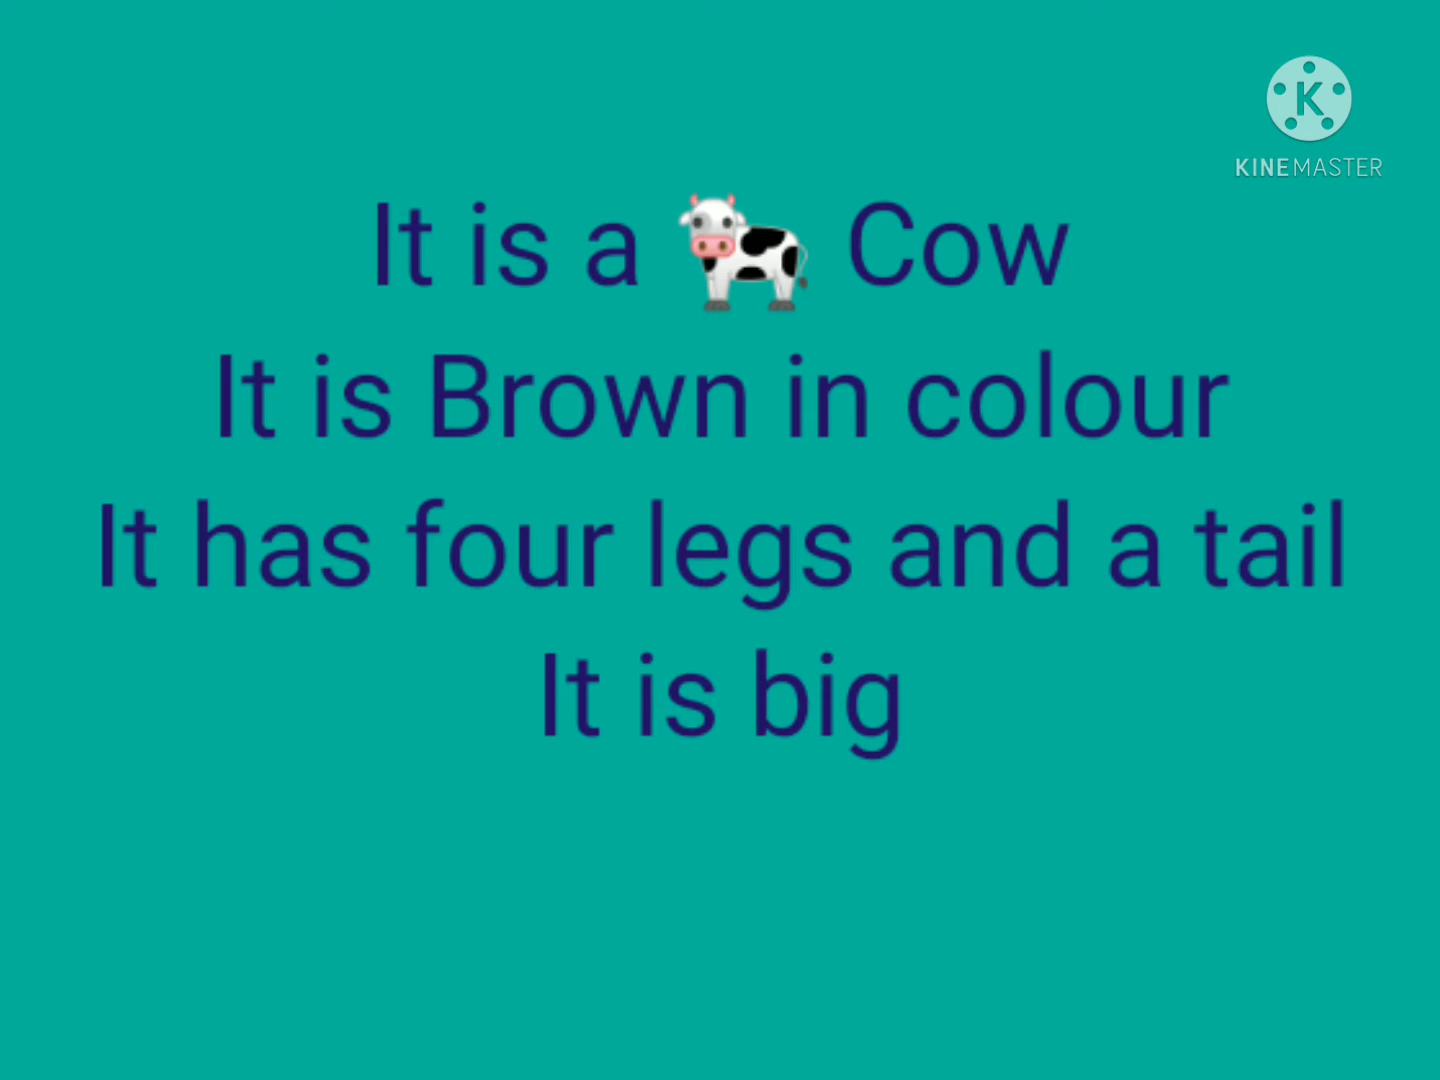 KINEMASTER
It is a 🐄 Cow
It is Brown in colour
It has four legs and a tail
It is big